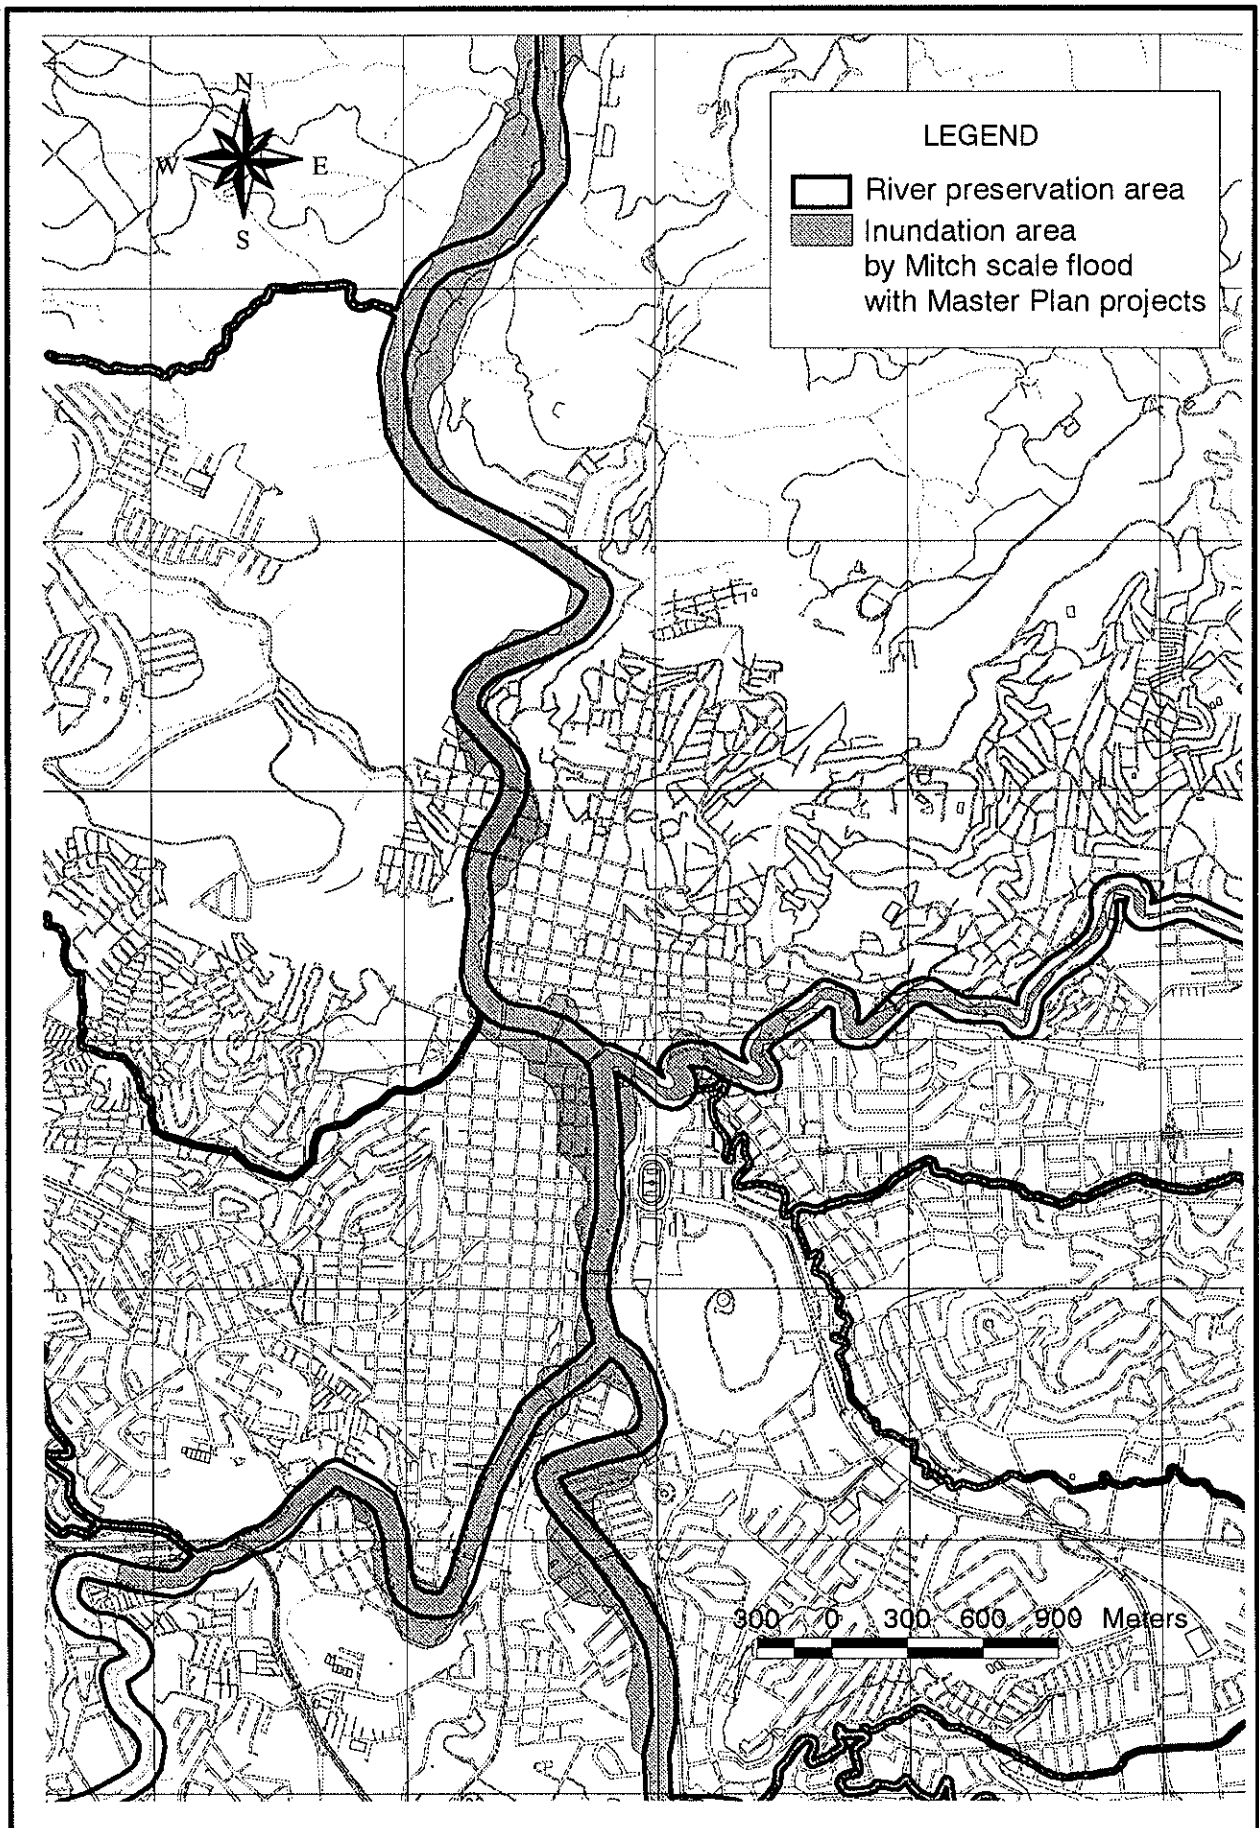 N
W E
S
LEGEND
River preservation area
Inundation area
by Mitch scale flood
with Master Plan projects
300 0 300 600 900 Meters